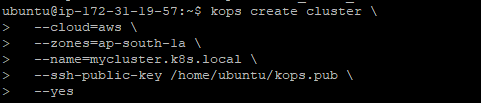 ubuntu@ip-172-31-19-57:~$ kops create cluster \
>   --cloud=aws \
>   --zones=ap-south-1a \
>   --name=mycluster.k8s.local \
>   --ssh-public-key /home/ubuntu/kops.pub \
>   --yes